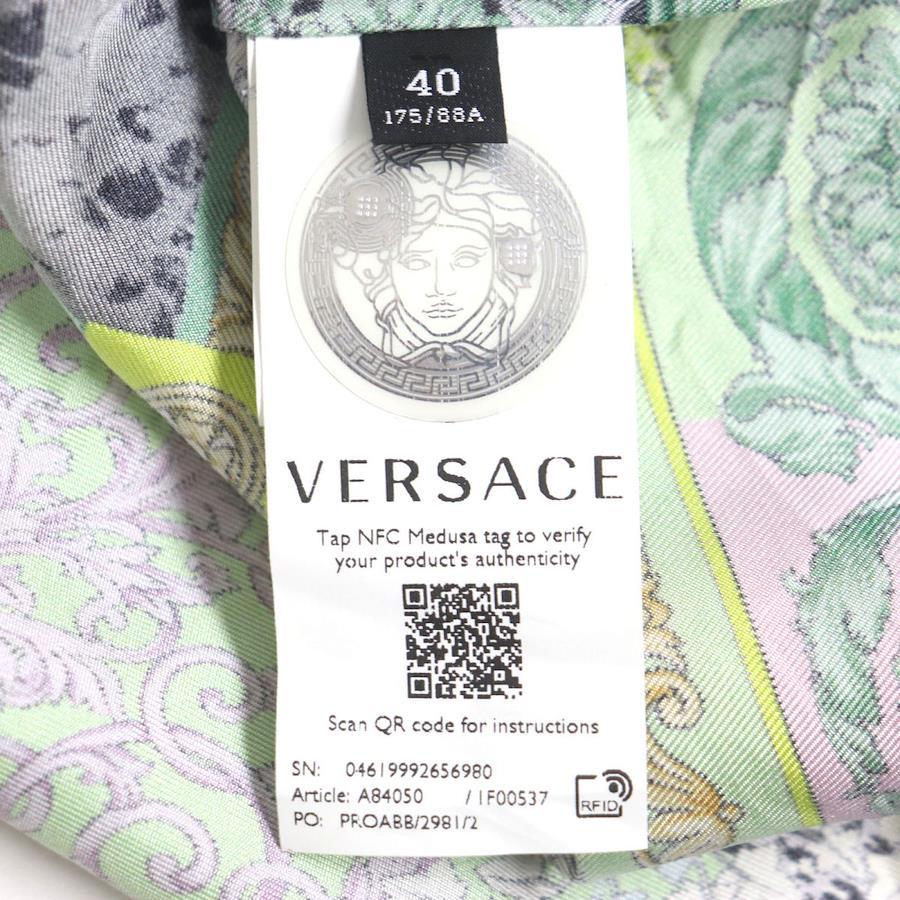 40
175/88A
VERSACE
Tap NFC Medusa tag to verify
your product's authenticity
Scan QR code for instructions
SN: 04619992656980
Article: A84050 / 1F00537
PO: PROABB/2981/2
RFID